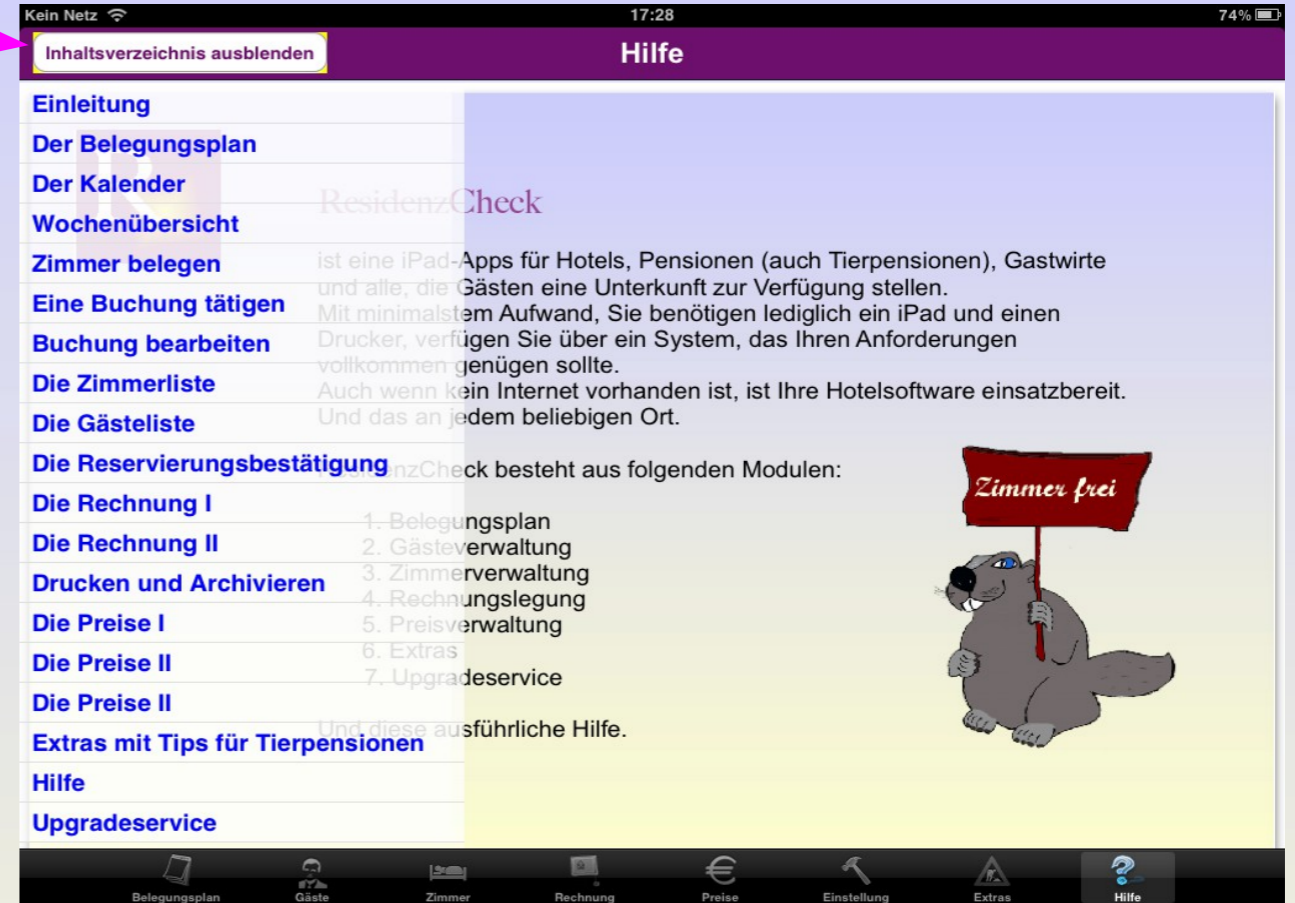 Kein Netz 17:28 74%
Inhaltsverzeichnis ausblenden
Hilfe
Einleitung
Der Belegungsplan
Der Kalender
Wochenübersicht
Zimmer belegen
Eine Buchung tätigen
Buchung bearbeiten
Die Zimmerliste
Die Gästeliste
Die Reservierungsbestätigung
Die Rechnung I
Die Rechnung II
Drucken und Archivieren
Die Preise I
Die Preise II
Die Preise II
Extras mit Tips für Tierpensionen
Hilfe
Upgradeservice
R
ResidenzCheck
ist eine iPad-Apps für Hotels, Pensionen (auch Tierpensionen), Gastwirte
und alle, die Gästen eine Unterkunft zur Verfügung stellen.
Mit minimalstem Aufwand, Sie benötigen lediglich ein iPad und einen
Drucker, verfügen Sie über ein System, das Ihren Anforderungen
vollkommen genügen sollte.
Auch wenn kein Internet vorhanden ist, ist Ihre Hotelsoftware einsatzbereit.
Und das an jedem beliebigen Ort.
ResidenzCheck besteht aus folgenden Modulen:
1. Belegungsplan
2. Gästeverwaltung
3. Zimmerverwaltung
4. Rechnungslegung
5. Preisverwaltung
6. Extras
7. Upgradeservice
Und diese ausführliche Hilfe.
Zimmer frei
Belegungsplan Gäste Zimmer Rechnung Preise Einstellung Extras Hilfe